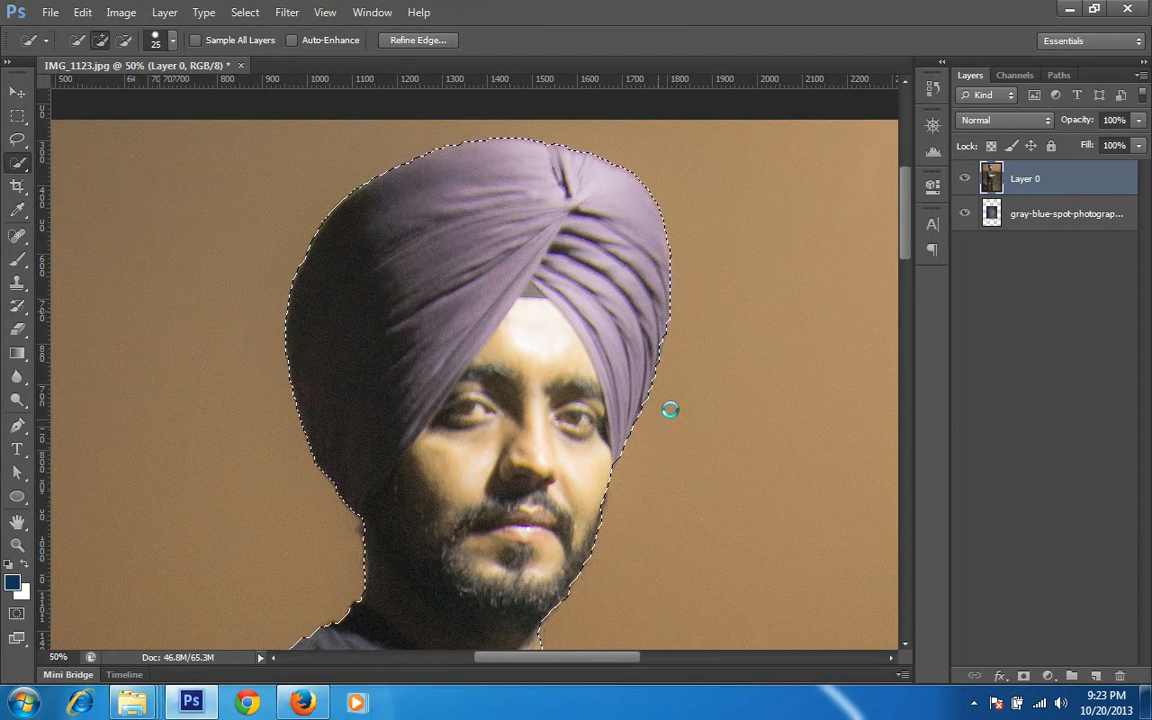 Ps File Edit Image Layer Type Select Filter View Window Help
25 Sample All Layers Auto-Enhance Refine Edge... Essentials
IMG_1123.jpg @ 50% (Layer 0, RGB/8) * ×
500 1000 1100 1200 1300 1400 1500 1600 1700 1800 1900 2000 2100 2200
Layers Channels Paths
Kind
Normal Opacity: 100%
Lock: Fill: 100%
Layer 0
gray-blue-spot-photograp...
50% Doc: 46.8M/65.3M
Mini Bridge Timeline
Ps
9:23 PM
10/20/2013